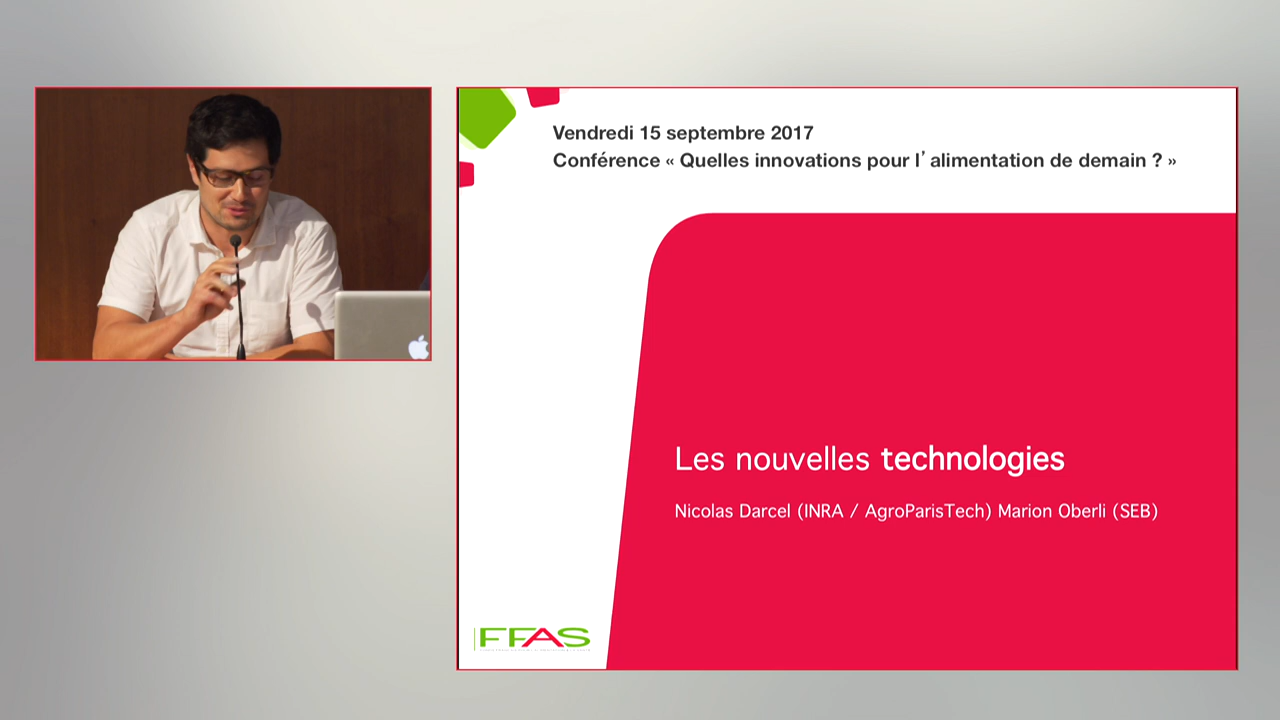 Vendredi 15 septembre 2017
Conférence « Quelles innovations pour l’alimentation de demain ? »
Les nouvelles technologies
Nicolas Darcel (INRA / AgroParisTech) Marion Oberli (SEB)
FFAS